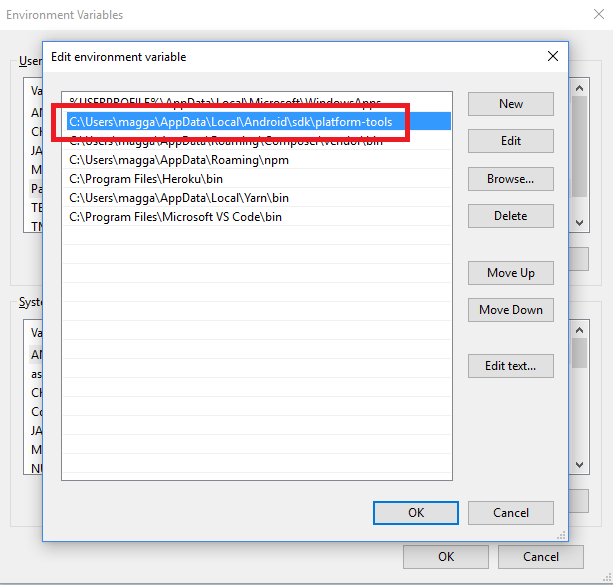 Environment Variables
Edit environment variable
User
Va
%USERPROFILE%\AppData\Local\Microsoft\WindowsApps
New
C:\Users\magga\AppData\Local\Android\sdk\platform-tools
CH
C:\Users\magga\AppData\Roaming\Composer\vendor\bin
Edit
JA
C:\Users\magga\AppData\Roaming\npm
M
C:\Program Files\Heroku\bin
Browse...
Pa
C:\Users\magga\AppData\Local\Yarn\bin
TE
C:\Program Files\Microsoft VS Code\bin
Delete
TM
Move Up
Syste
Move Down
Va
AN
Edit text...
as
CH
Co
JA
M
NU
OK
Cancel
OK
Cancel